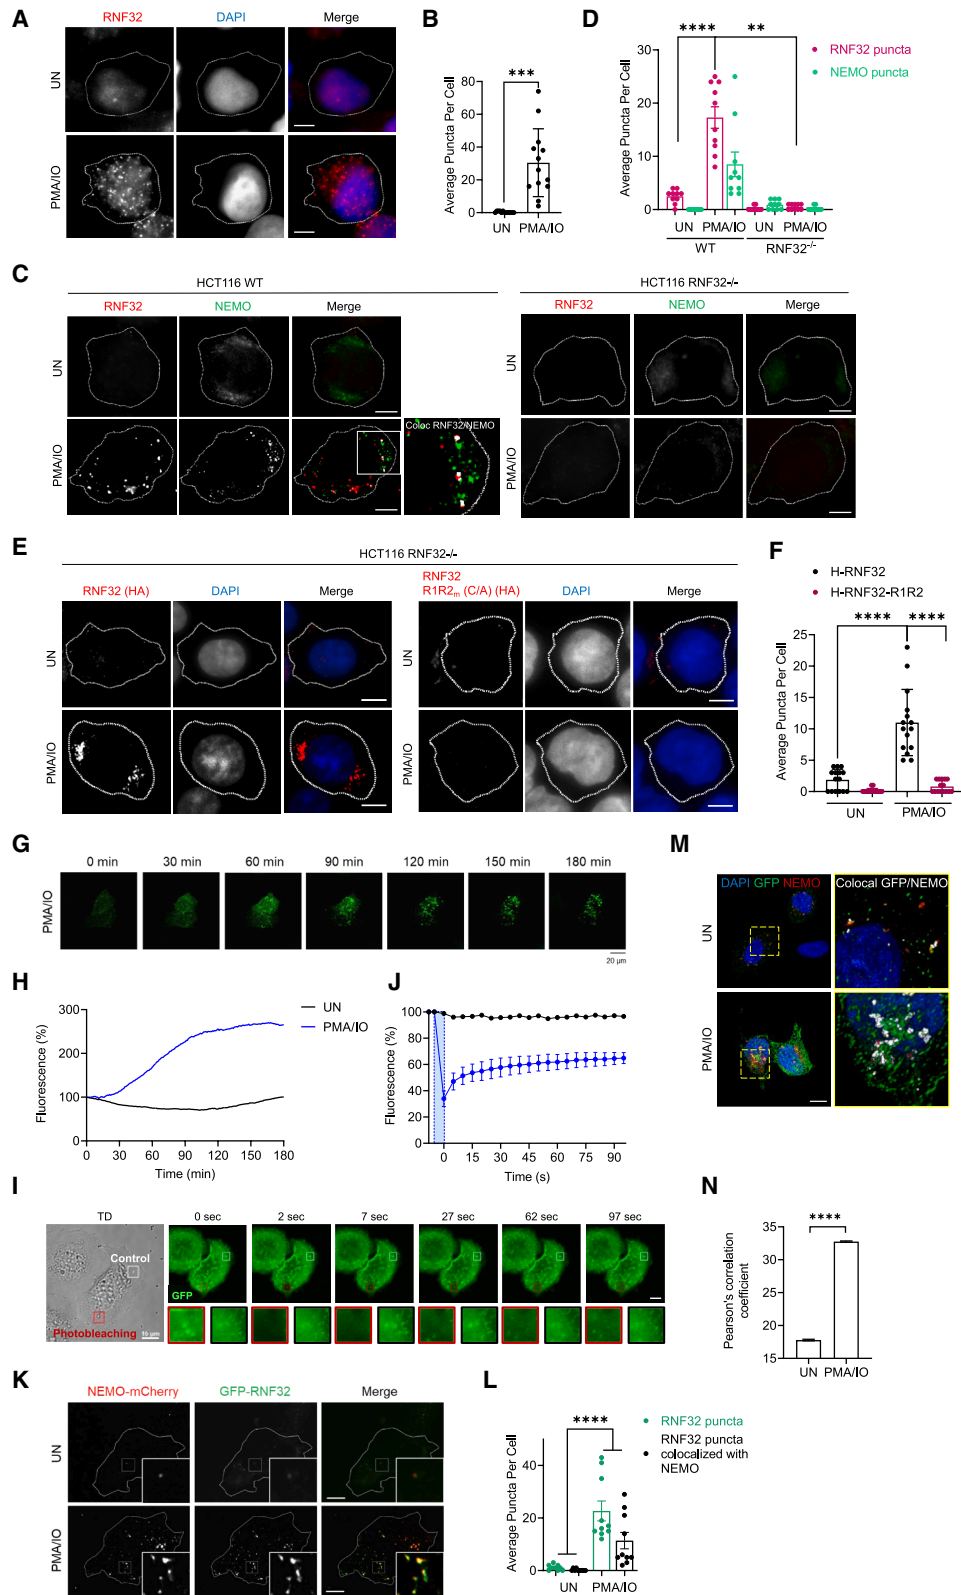 A
RNF32
DAPI
Merge
UN
PMA/IO
B
Average Puncta Per Cell
80
60
40
20
0
***
UN
PMA/IO
D
Average Puncta Per Cell
30
20
10
0
****
**
RNF32 puncta
NEMO puncta
UN
PMA/IO
UN
PMA/IO
WT
RNF32-/-
C
HCT116 WT
RNF32
NEMO
Merge
UN
PMA/IO
Coloc RNF32/NEMO
HCT116 RNF32-/-
RNF32
NEMO
Merge
UN
PMA/IO
E
HCT116 RNF32-/-
RNF32 (HA)
DAPI
Merge
RNF32
R1R2m (C/A) (HA)
DAPI
Merge
UN
PMA/IO
F
H-RNF32
H-RNF32-R1R2
Average Puncta Per Cell
25
20
15
10
5
0
****
****
UN
PMA/IO
G
0 min
30 min
60 min
90 min
120 min
150 min
180 min
PMA/IO
20 µm
H
Fluorescence (%)
300
200
100
0
0
30
60
90
120
150
180
Time (min)
UN
PMA/IO
J
Fluorescence (%)
100
80
60
40
20
0
0
15
30
45
60
75
90
Time (s)
M
DAPI GFP NEMO
Colocal GFP/NEMO
UN
PMA/IO
I
TD
0 sec
2 sec
7 sec
27 sec
62 sec
97 sec
Control
Photobleaching
10 µm
GFP
N
Pearson's correlation
coefficient
35
30
25
20
15
****
UN
PMA/IO
K
NEMO-mCherry
GFP-RNF32
Merge
UN
PMA/IO
L
Average Puncta Per Cell
40
20
0
****
UN
PMA/IO
RNF32 puncta
RNF32 puncta
colocalized with
NEMO